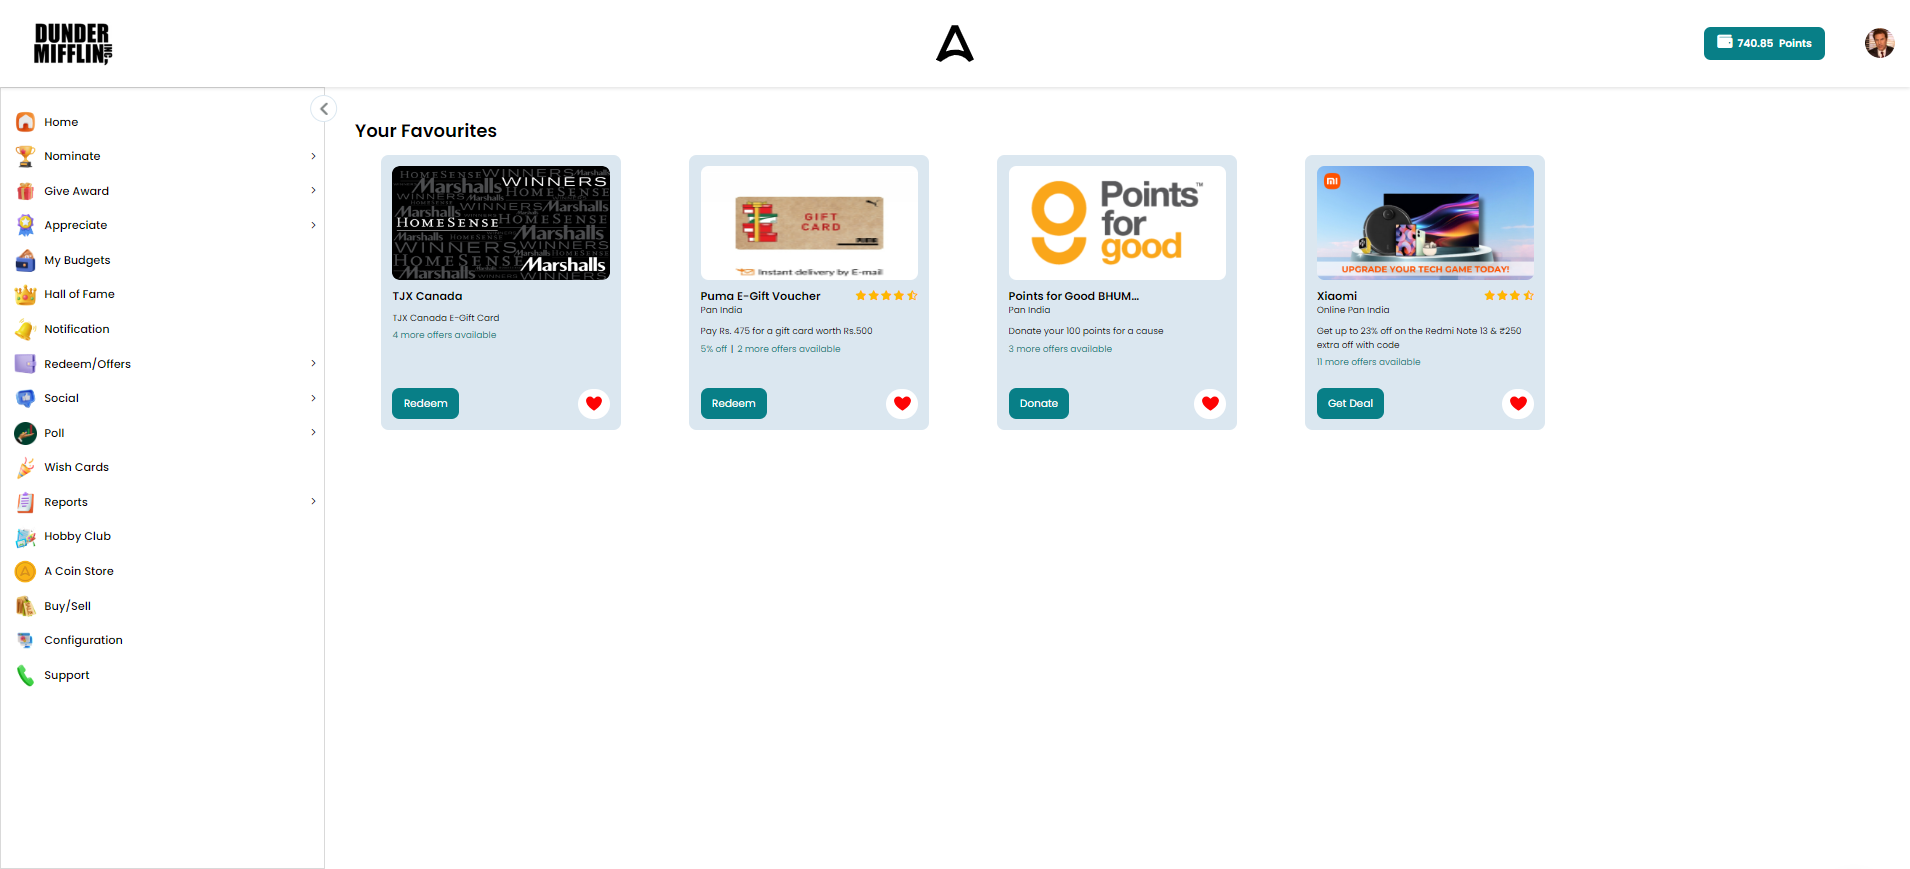 DUNDER
MIFFLIN, INC
740.85 Points
Home
Nominate
Give Award
Appreciate
My Budgets
Hall of Fame
Notification
Redeem/Offers
Social
Poll
Wish Cards
Reports
Hobby Club
A Coin Store
Buy/Sell
Configuration
Support
Your Favourites
WINNERS
HOMESENSE
Marshalls
TJX Canada
TJX Canada E-Gift Card
4 more offers available
Redeem
GIFT
CARD
Instant delivery by E-mail
Puma E-Gift Voucher
Pan India
Pay Rs. 475 for a gift card worth Rs.500
5% off | 2 more offers available
Redeem
Points™
for
good
Points for Good BHUM...
Pan India
Donate your 100 points for a cause
3 more offers available
Donate
mi
UPGRADE YOUR TECH GAME TODAY!
Xiaomi
Online Pan India
Get up to 23% off on the Redmi Note 13 & ₹250
extra off with code
11 more offers available
Get Deal